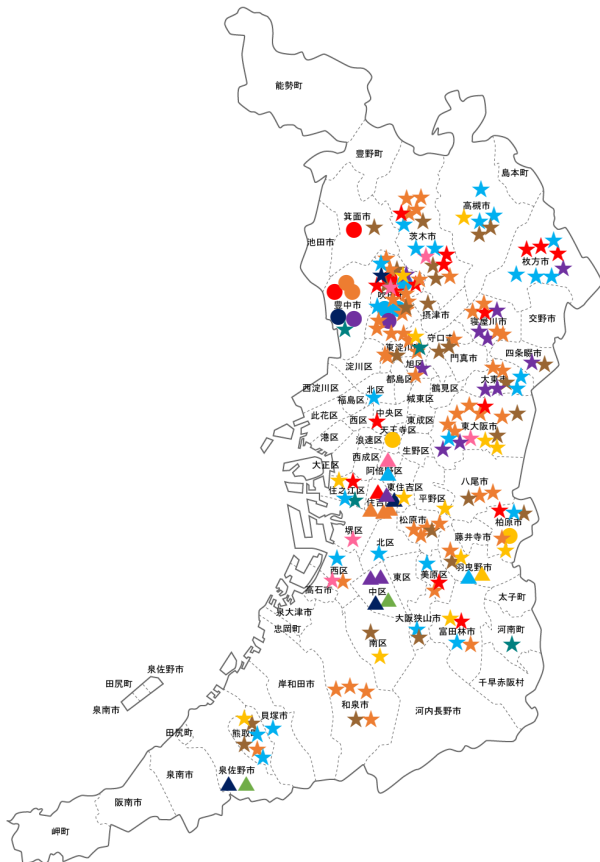 能勢町
豊野町
島本町
高槻市
箕面市
茨木市
池田市
枚方市
吹田市
豊中市
摂津市
交野市
寝屋川市
守口市
東淀川区
門真市
四条畷市
淀川区
旭区
都島区
鶴見区
大東市
西淀川区
北区
福島区
城東区
此花区
西区
中央区
東成区
天王寺区
東大阪市
港区
浪速区
生野区
西成区
大正区
阿倍野区
八尾市
住之江区
東住吉区
平野区
住吉区
松原市
柏原市
堺区
藤井寺市
北区
西区
東区
美原区
羽曳野市
高石市
中区
太子町
泉大津市
大阪狭山市
忠岡町
富田林市
河南町
南区
泉佐野市
田尻町
岸和田市
千早赤阪村
泉南市
和泉市
貝塚市
河内長野市
熊取町
田尻町
泉佐野市
泉南市
阪南市
岬町